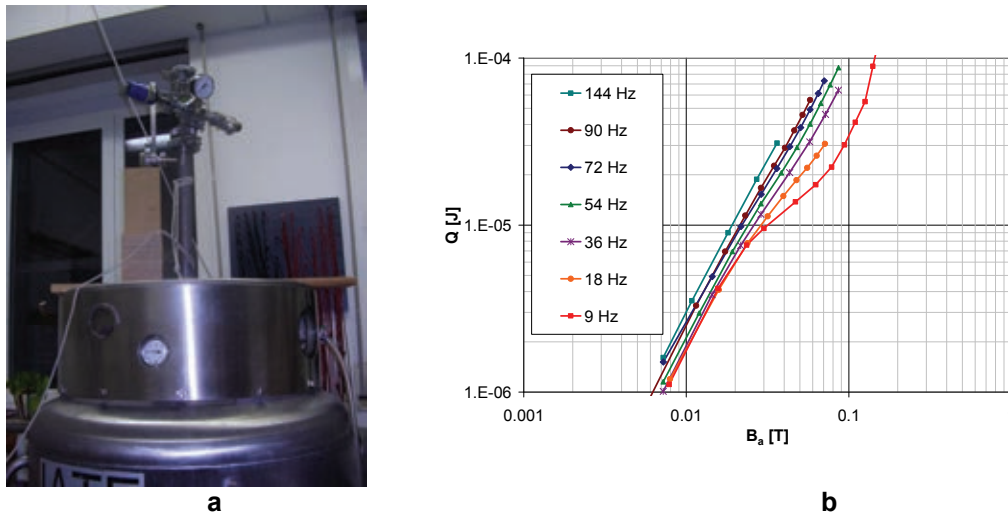 1.E-04
1.E-05
1.E-06
Q [J]
144 Hz
90 Hz
72 Hz
54 Hz
36 Hz
18 Hz
9 Hz
0.001
0.01
0.1
Bₐ [T]
a
b